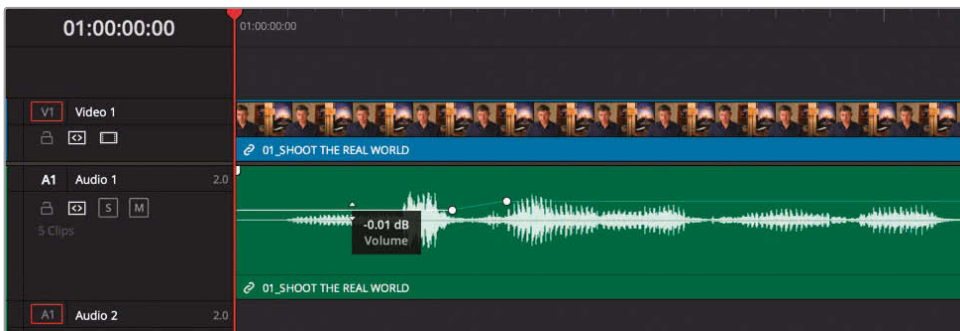 01:00:00:00
01:00:00:00
V1 Video 1
01_SHOOT THE REAL WORLD
A1 Audio 1 2.0
S M
5 Clips
-0.01 dB
Volume
01_SHOOT THE REAL WORLD
A1 Audio 2 2.0